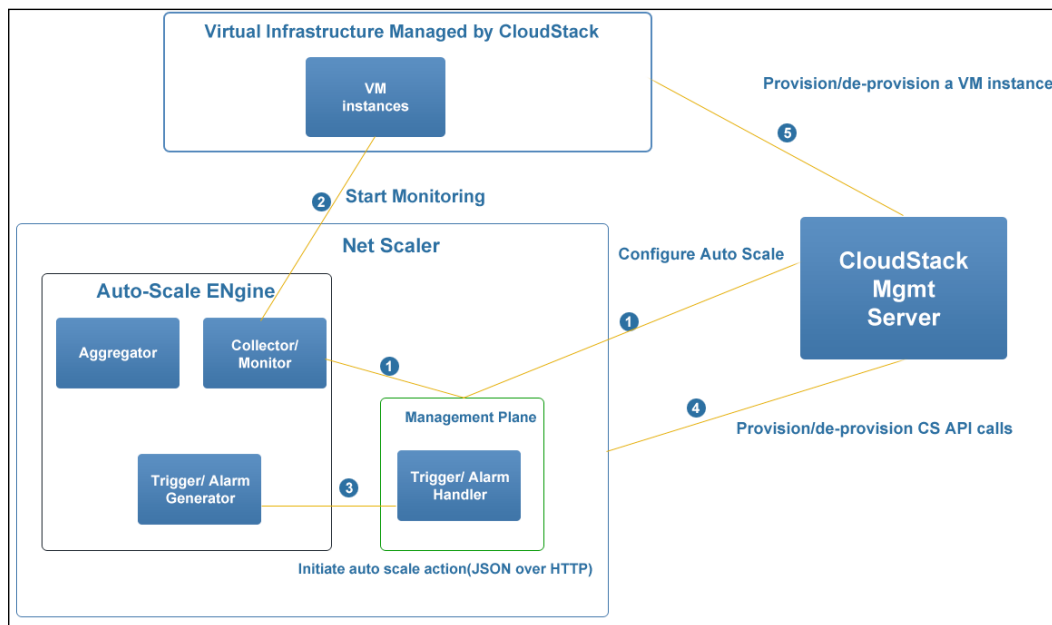 Virtual Infrastructure Managed by CloudStack
VM
instances
Provision/de-provision a VM instance
5
2
Start Monitoring
Net Scaler
Configure Auto Scale
CloudStack
Mgmt
Server
Auto-Scale ENgine
Aggregator
Collector/
Monitor
1
1
Management Plane
4
Provision/de-provision CS API calls
Trigger/ Alarm
Generator
3
Trigger/ Alarm
Handler
Initiate auto scale action(JSON over HTTP)